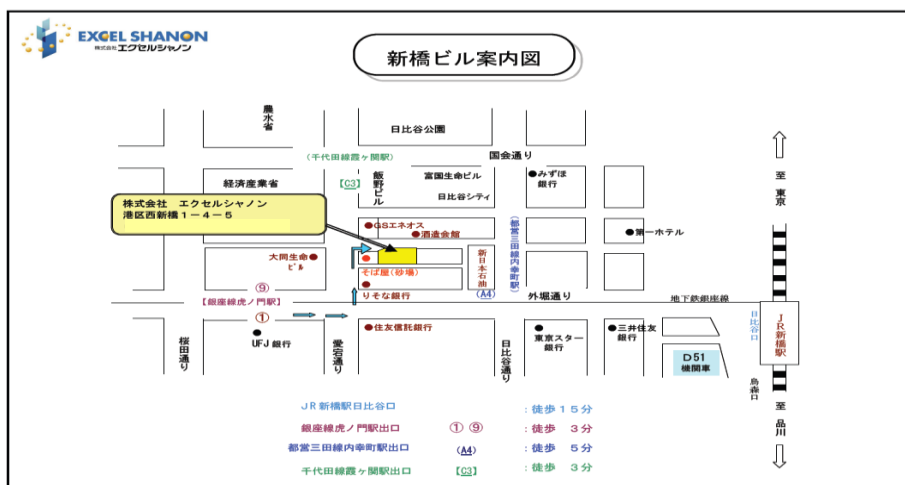 EXCEL SHANON
株式会社エクセルシャノン
新橋ビル案内図
農水省
日比谷公園
(千代田線霞ヶ関駅)
国会通り
経済産業省
【C3】
飯野ビル
富国生命ビル
日比谷シティ
みずほ
銀行
至 東京
株式会社 エクセルシャノン
港区西新橋1-4-5
GSエネオス
酒造会館
(都営三田線内幸町駅)
第一ホテル
大同生命
ビル
そば屋(砂場)
新日本石油
⑨
りそな銀行
(A4)
外堀通り
地下鉄銀座線
【銀座線虎ノ門駅】
①
日比谷口
JR新橋駅
UFJ 銀行
住友信託銀行
東京スター
銀行
三井住友
銀行
桜田通り
愛宕通り
日比谷通り
D51
機関車
烏森口
至 品川
JR新橋駅日比谷口 :徒歩15分
銀座線虎ノ門駅出口 ① ⑨ :徒歩 3分
都営三田線内幸町駅出口 (A4) :徒歩 5分
千代田線霞ヶ関駅出口 【C3】 :徒歩 3分